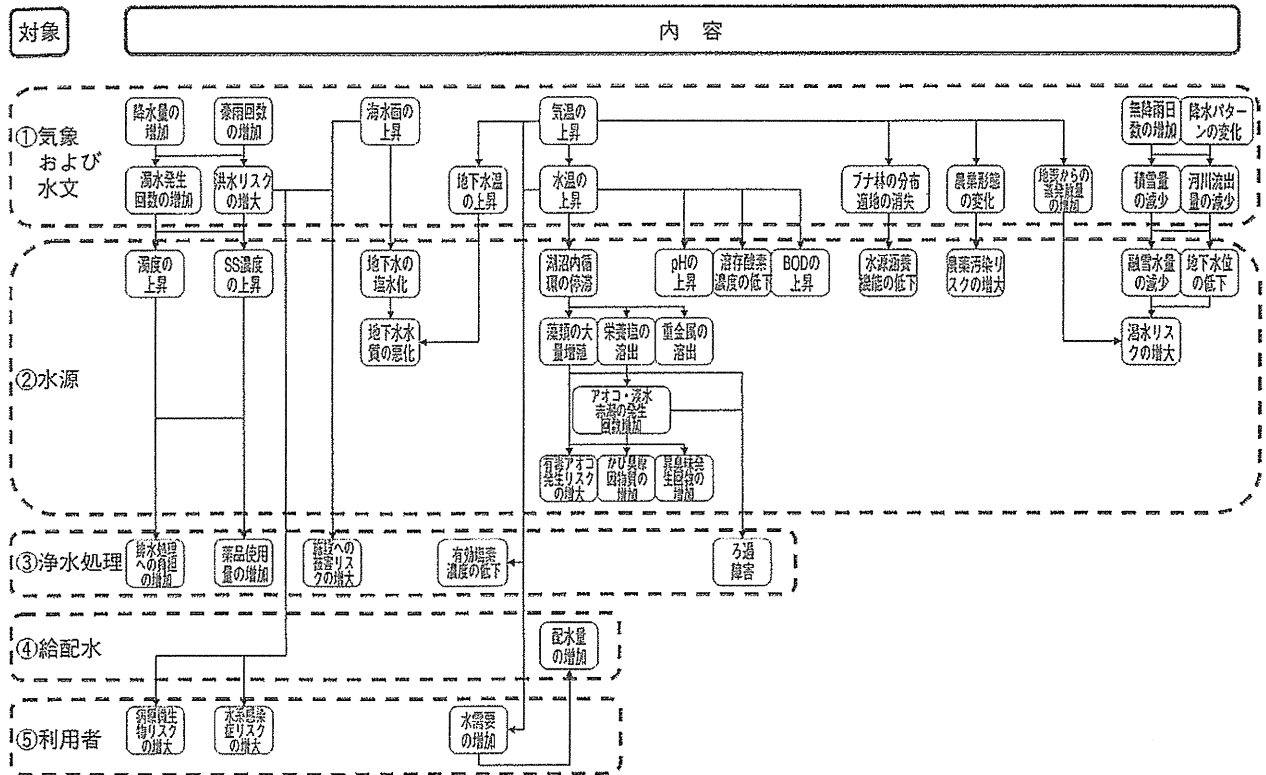 対象
内容
①気象
および
水文
降水量の
増加
豪雨回数
の増加
海水面の
上昇
気温の
上昇
無降雨日
数の増加
降水パター
ンの変化
濁水発生
回数の増加
洪水リスク
の増大
地下水温
の上昇
水温の
上昇
ブナ林の分布
適地の消失
農業形態
の変化
地表からの
蒸発散量
の増加
積雪量
の減少
河川流出
量の減少
②水源
濁度の
上昇
SS濃度
の上昇
地下水の
塩水化
湖沼内循
環の停滞
pHの
上昇
溶存酸素
濃度の低下
BODの
上昇
水源涵養
機能の低下
農薬汚染リ
スクの増大
融雪水量
の減少
地下水位
の低下
地下水水
質の悪化
藻類の大
量増殖
栄養塩の
溶出
重金属の
溶出
渇水リス
クの増大
アオコ・淡水
赤潮の発生
回数増加
有毒アオコ
発生リスク
の増大
かび臭原
因物質の
増加
異臭味発
生回数の
増加
③浄水処理
排水処理
への負担
の増加
薬品使用
量の増加
施設への
被害リス
クの増大
有効塩素
濃度の低下
ろ過
障害
④給配水
配水量
の増加
⑤利用者
病原微生
物リスク
の増大
水系感染
症リスク
の増大
水需要
の増加